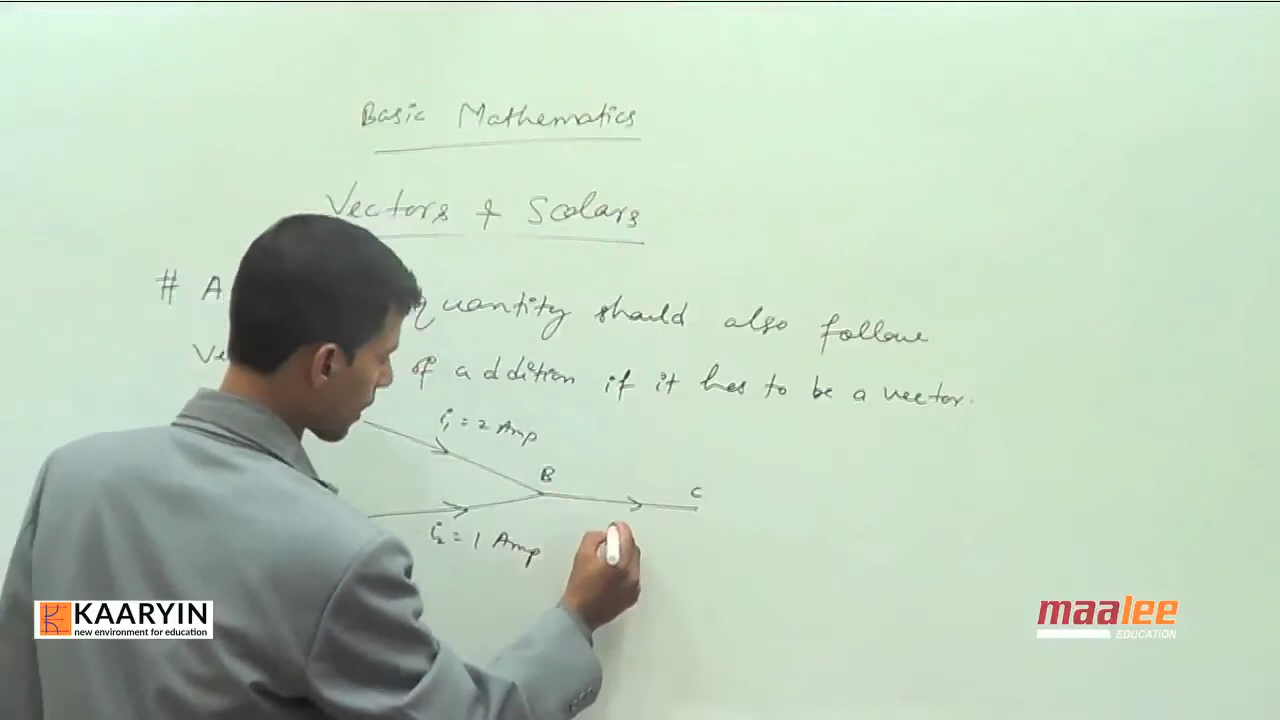 Basic Mathematics
Vectors & Scalars
# A quantity should also follow
Ve of addition if it has to be a vector.
i₁ = 2 Amp
B
C
i₂ = 1 Amp
KAARYIN
new environment for education
maalee
EDUCATION